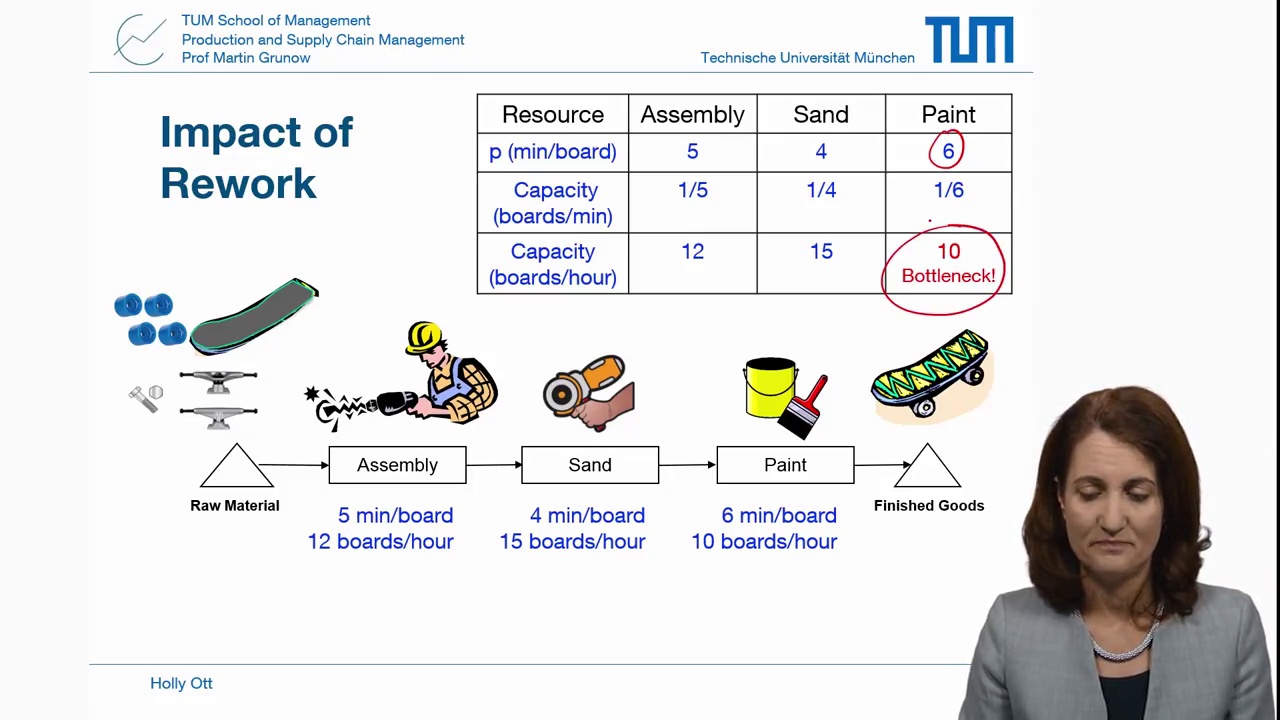 TUM School of Management
Production and Supply Chain Management
Prof Martin Grunow
Technische Universität München
TUM
Impact of
Rework
Resource Assembly Sand Paint
p (min/board) 5 4 6
Capacity
(boards/min) 1/5 1/4 1/6
Capacity
(boards/hour) 12 15 10
Bottleneck!
Assembly Sand Paint
Raw Material Finished Goods
5 min/board 4 min/board 6 min/board
12 boards/hour 15 boards/hour 10 boards/hour
Holly Ott